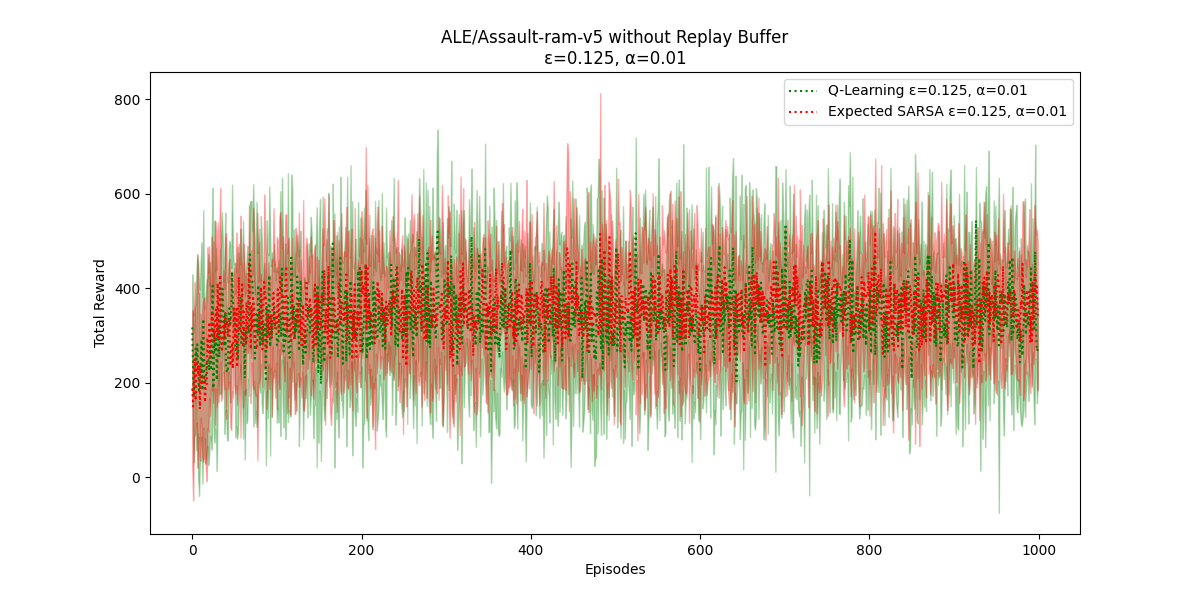 ALE/Assault-ram-v5 without Replay Buffer
ε=0.125, α=0.01
Q-Learning ε=0.125, α=0.01
Expected SARSA ε=0.125, α=0.01
Total Reward
800
600
400
200
0
0 200 400 600 800 1000
Episodes